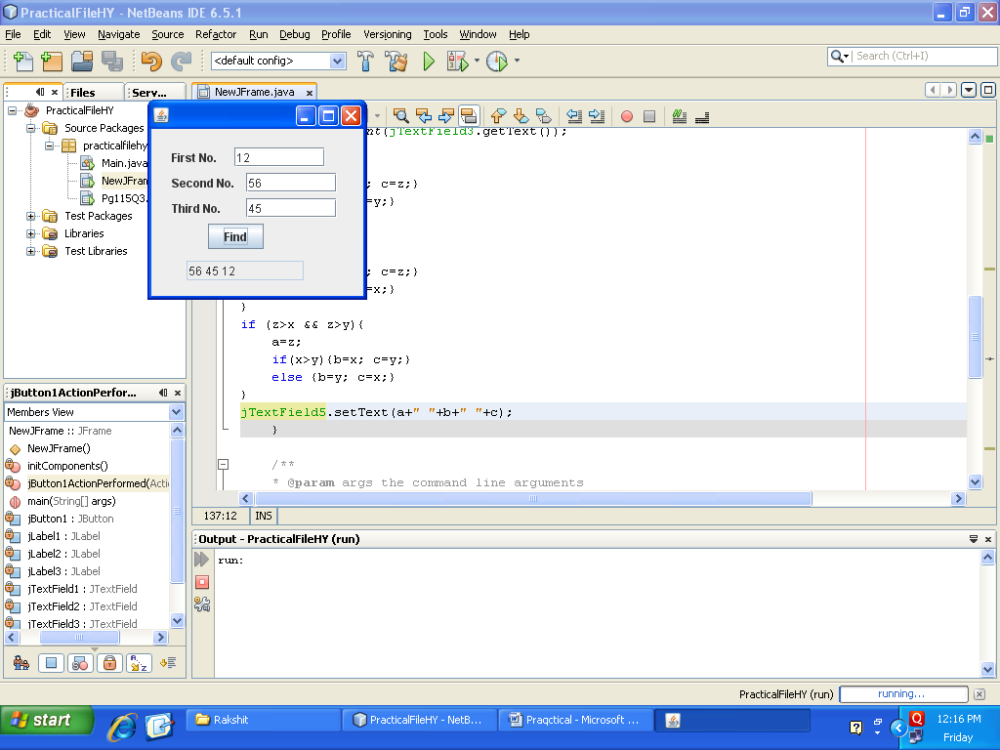 PracticalFileHY - NetBeans IDE 6.5.1
File Edit View Navigate Source Refactor Run Debug Profile Versioning Tools Window Help
<default config>
Search (Ctrl+I)
Files
Serv...
NewJFrame.java
PracticalFileHY
Source Packages
practicalfilehy
Main.java
NewJFram
Pg115Q3.
Test Packages
Libraries
Test Libraries
First No. 12
Second No. 56
Third No. 45
Find
56 45 12
nt(jTextField3.getText());
; c=z;}
=y;}
; c=z;}
=x;}
}
if (z>x && z>y){
a=z;
if(x>y){b=x; c=y;}
else {b=y; c=x;}
}
jTextField5.setText(a+" "+b+" "+c);
}
/**
* @param args the command line arguments
137:12 INS
jButton1ActionPerfor...
Members View
NewJFrame :: JFrame
NewJFrame()
initComponents()
jButton1ActionPerformed(Actio
main(String[] args)
jButton1 : JButton
jLabel1 : JLabel
jLabel2 : JLabel
jLabel3 : JLabel
jTextField1 : JTextField
jTextField2 : JTextField
jTextField3 : JTextField
Output - PracticalFileHY (run)
run:
PracticalFileHY (run) running...
start
Rakshit
PracticalFileHY - NetB...
Praqctical - Microsoft ...
12:16 PM
Friday